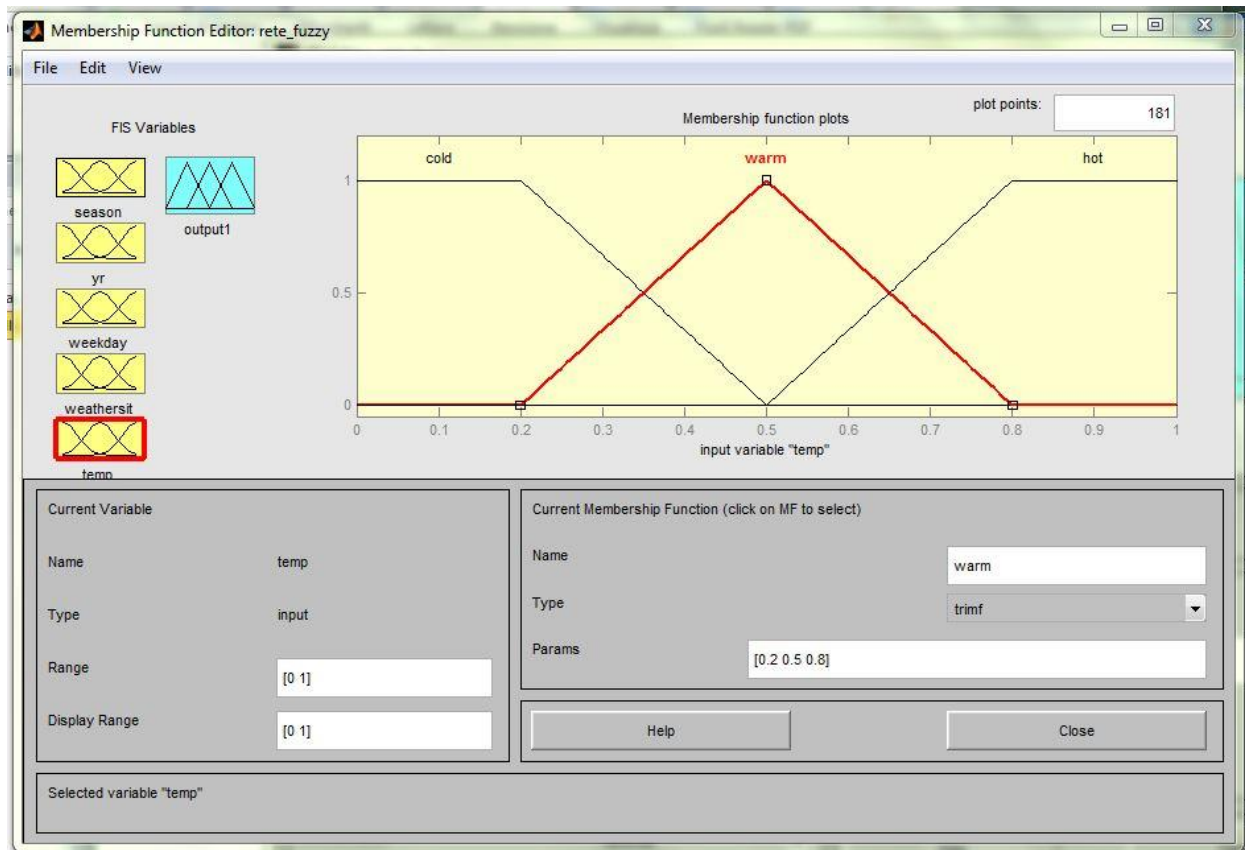 Membership Function Editor: rete_fuzzy
File Edit View
FIS Variables
season
yr
weekday
weathersit
temp
output1
plot points:
181
Membership function plots
cold
warm
hot
1
0.5
0
0 0.1 0.2 0.3 0.4 0.5 0.6 0.7 0.8 0.9 1
input variable "temp"
Current Variable
Name temp
Type input
Range [0 1]
Display Range [0 1]
Current Membership Function (click on MF to select)
Name warm
Type trimf
Params [0.2 0.5 0.8]
Help Close
Selected variable "temp"